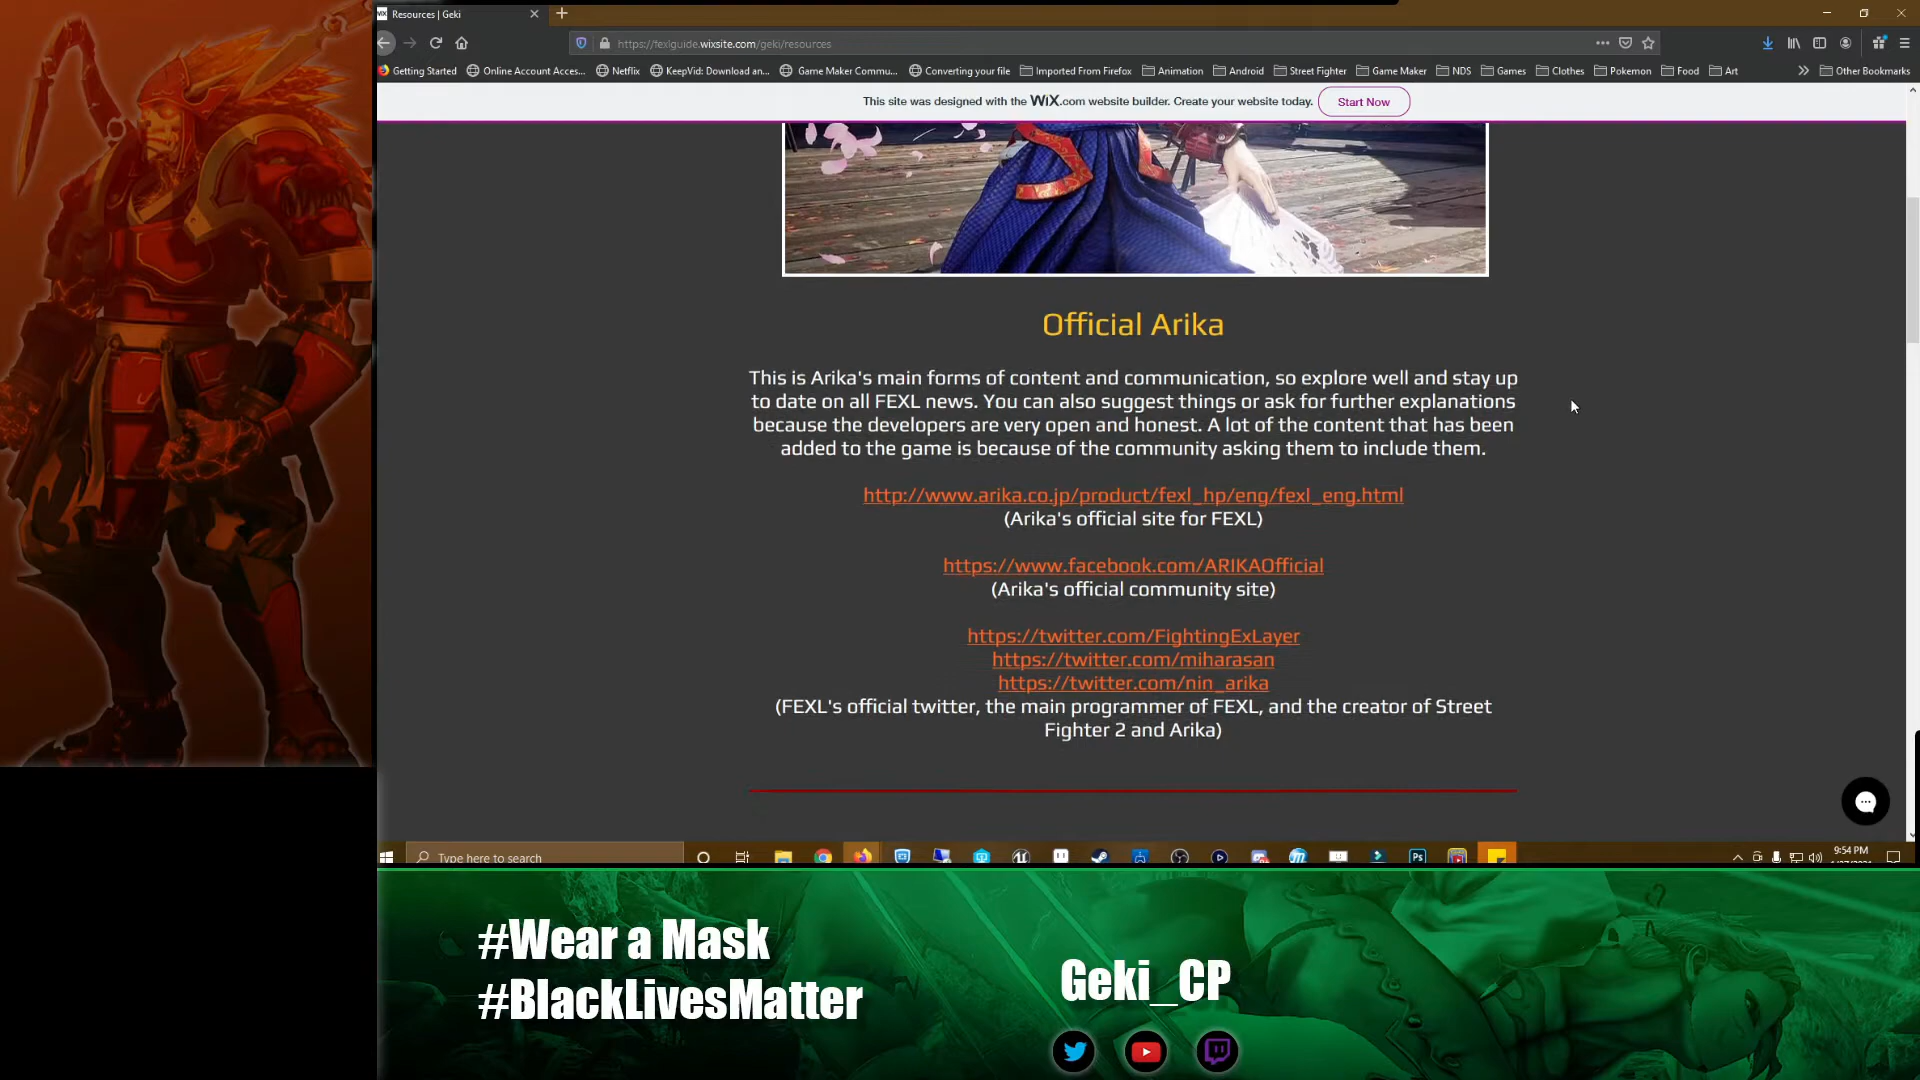 Resources | Geki
https://fexlguide.wixsite.com/geki/resources
Getting Started
Online Account Acces...
Netflix
KeepVid: Download an...
Game Maker Commu...
Converting your file
Imported From Firefox
Animation
Android
Street Fighter
Game Maker
NDS
Games
Clothes
Pokemon
Food
Art
Other Bookmarks
This site was designed with the WiX.com website builder. Create your website today.
Start Now
Official Arika
This is Arika's main forms of content and communication, so explore well and stay up
to date on all FEXL news. You can also suggest things or ask for further explanations
because the developers are very open and honest. A lot of the content that has been
added to the game is because of the community asking them to include them.
http://www.arika.co.jp/product/fexl_hp/eng/fexl_eng.html
(Arika's official site for FEXL)
https://www.facebook.com/ARIKAOfficial
(Arika's official community site)
https://twitter.com/FightingExLayer
https://twitter.com/miharasan
https://twitter.com/nin_arika
(FEXL's official twitter, the main programmer of FEXL, and the creator of Street
Fighter 2 and Arika)
Type here to search
Ps
9:54 PM
#Wear a Mask
#BlackLivesMatter
Geki_CP